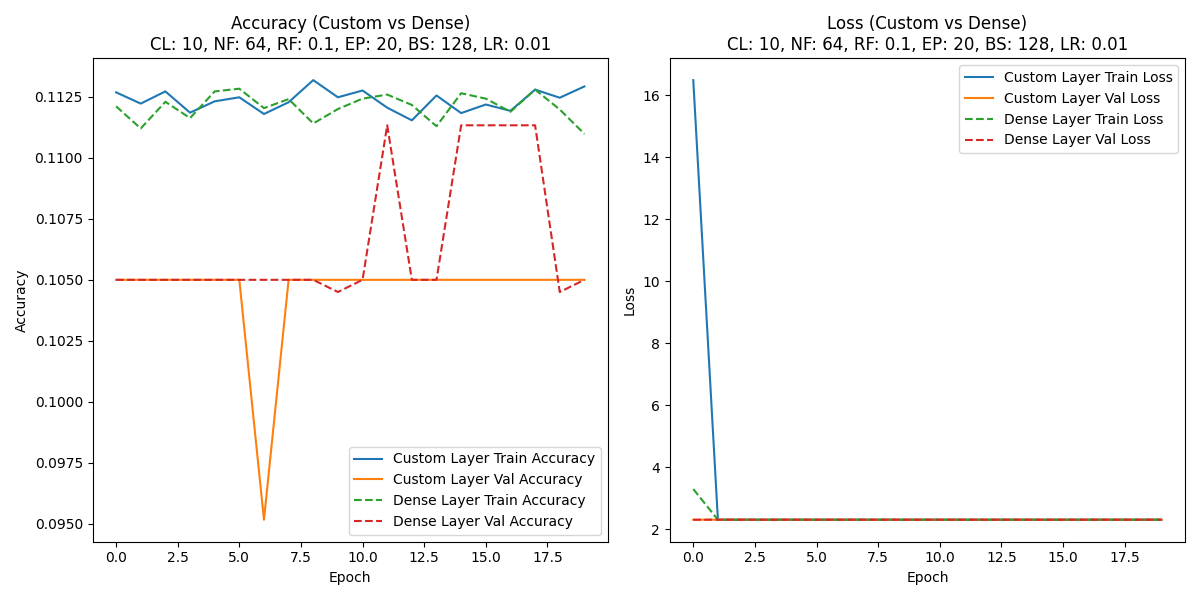 Accuracy (Custom vs Dense)
CL: 10, NF: 64, RF: 0.1, EP: 20, BS: 128, LR: 0.01
0.1125
0.1100
0.1075
0.1050
0.1025
0.1000
0.0975
0.0950
Accuracy
Custom Layer Train Accuracy
Custom Layer Val Accuracy
Dense Layer Train Accuracy
Dense Layer Val Accuracy
0.0 2.5 5.0 7.5 10.0 12.5 15.0 17.5
Epoch
Loss (Custom vs Dense)
CL: 10, NF: 64, RF: 0.1, EP: 20, BS: 128, LR: 0.01
16
14
12
10
8
6
4
2
Loss
Custom Layer Train Loss
Custom Layer Val Loss
Dense Layer Train Loss
Dense Layer Val Loss
0.0 2.5 5.0 7.5 10.0 12.5 15.0 17.5
Epoch